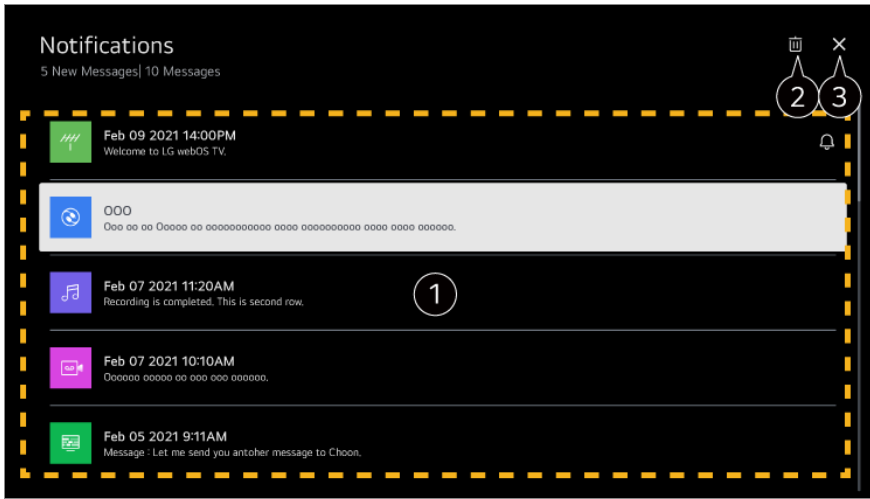 Notifications
5 New Messages| 10 Messages
2 3
Feb 09 2021 14:00PM
Welcome to LG webOS TV.
OOO
Ooo oo oo Ooooo oo ooooooooooo oooo oooooooooo oooo oooo oooooo.
Feb 07 2021 11:20AM
Recording is completed. This is second row.
1
Feb 07 2021 10:10AM
Oooooo ooooo oo ooo ooo oooooo.
Feb 05 2021 9:11AM
Message : Let me send you antoher message to Choon.